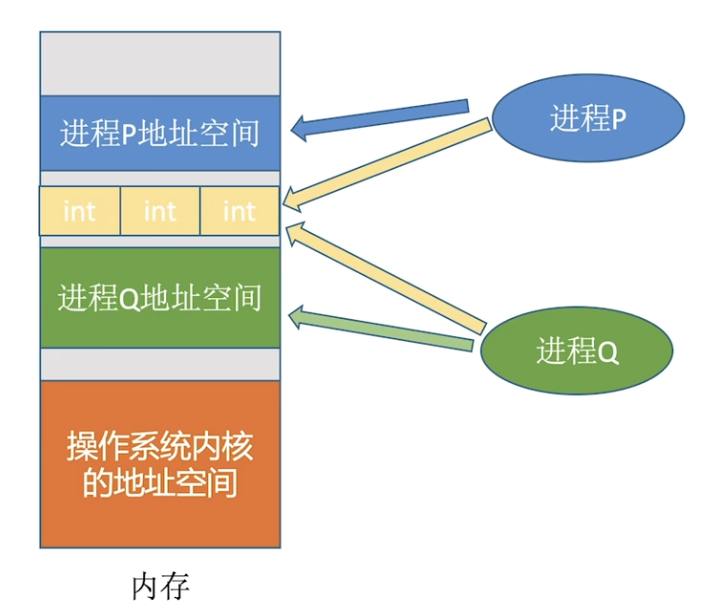 进程P地址空间
进程P
int int int
进程Q地址空间
进程Q
操作系统内核
的地址空间
内存